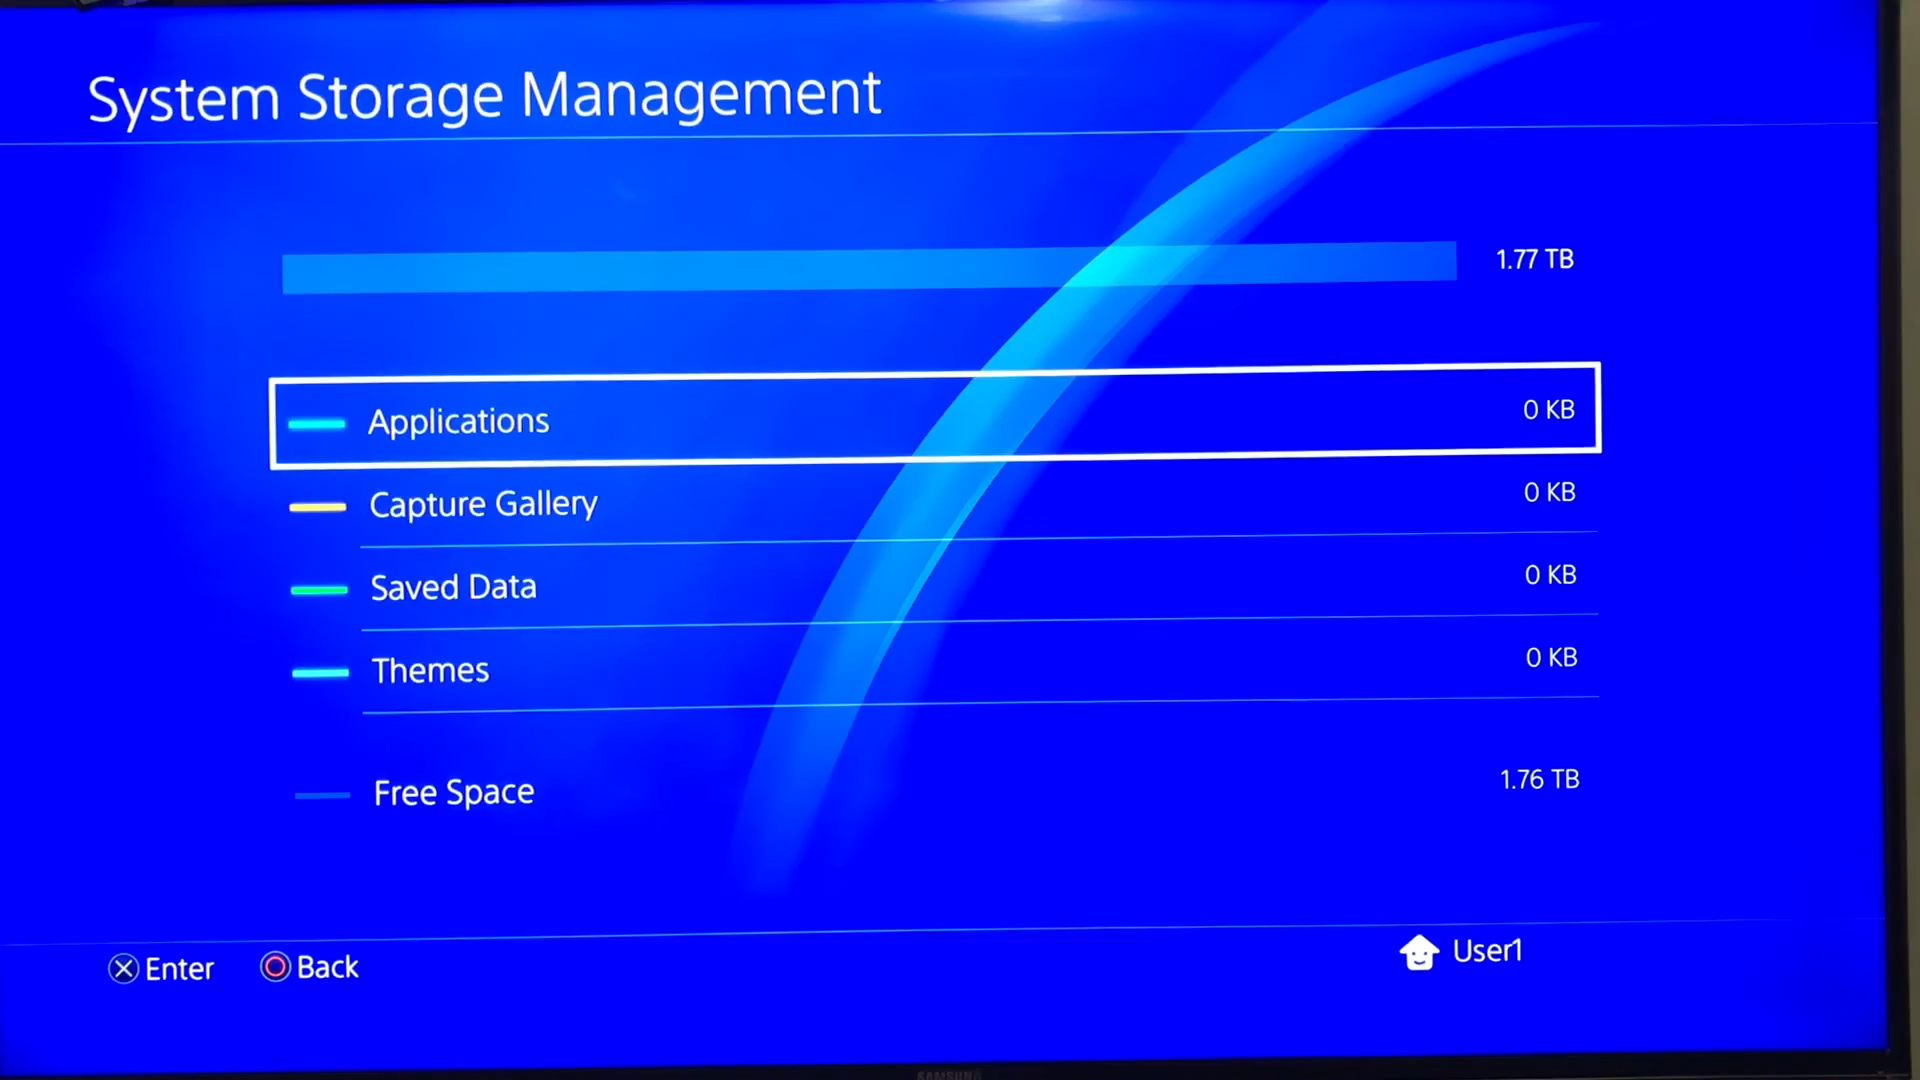 System Storage Management
1.77 TB
Applications 0 KB
Capture Gallery 0 KB
Saved Data 0 KB
Themes 0 KB
Free Space 1.76 TB
Enter Back User1
SAMSUNG